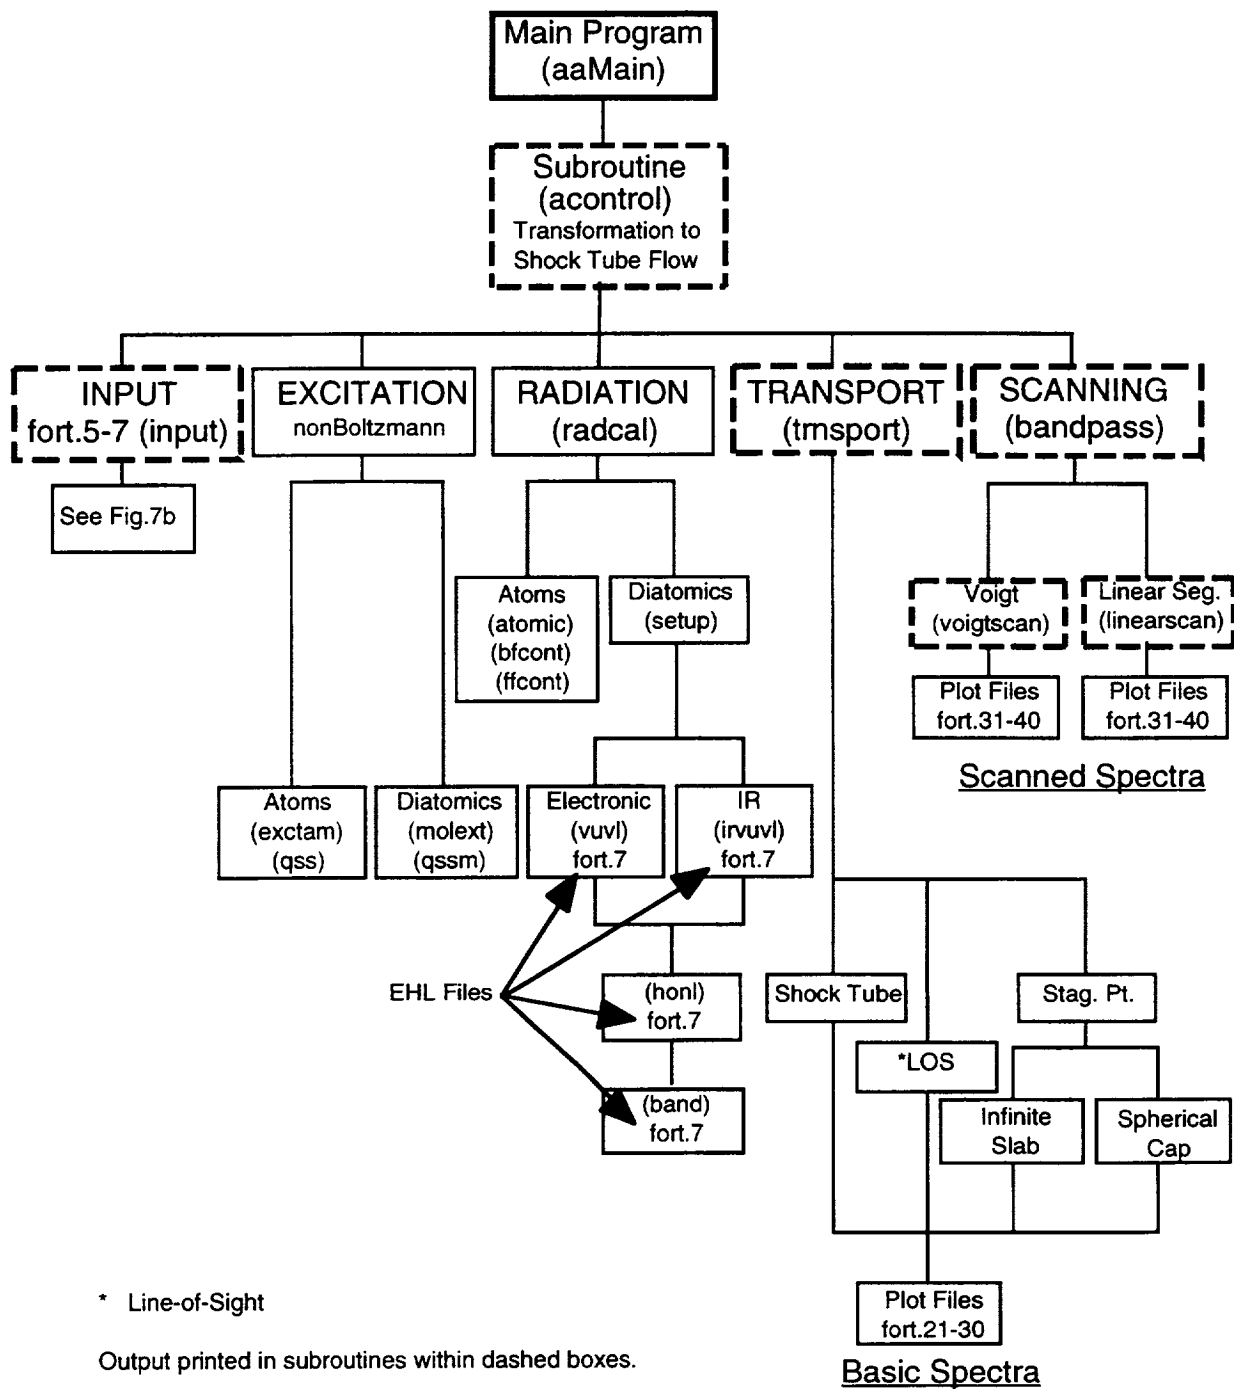 Main Program
(aaMain)
Subroutine
(acontrol)
Transformation to
Shock Tube Flow
INPUT
fort.5-7 (input)
EXCITATION
nonBoltzmann
RADIATION
(radcal)
TRANSPORT
(trnsport)
SCANNING
(bandpass)
See Fig.7b
Atoms
(atomic)
(bfcont)
(ffcont)
Diatomics
(setup)
Voigt
(voigtscan)
Linear Seg.
(linearscan)
Plot Files
fort.31-40
Plot Files
fort.31-40
Scanned Spectra
Atoms
(exctam)
(qss)
Diatomics
(molext)
(qssm)
Electronic
(vuvl)
fort.7
IR
(irvuvl)
fort.7
EHL Files
(honl)
fort.7
(band)
fort.7
Shock Tube
*LOS
Stag. Pt.
Infinite
Slab
Spherical
Cap
Plot Files
fort.21-30
Basic Spectra
* Line-of-Sight
Output printed in subroutines within dashed boxes.